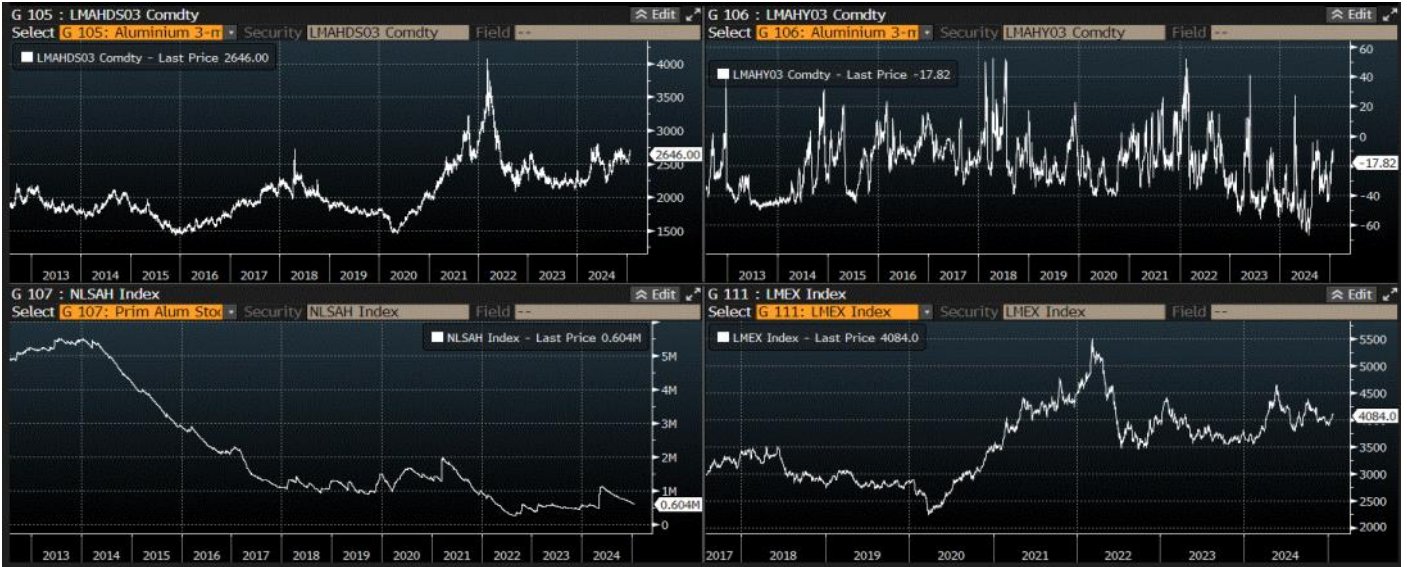 G 105 : LMAHDS03 Comdty
Edit
Select G 105: Aluminium 3-m Security LMAHDS03 Comdty Field --
LMAHDS03 Comdty - Last Price 2646.00
4000
3500
3000
2646.00
2500
2000
1500
2013 2014 2015 2016 2017 2018 2019 2020 2021 2022 2023 2024
G 106 : LMAHY03 Comdty
Edit
Select G 106: Aluminium 3-m Security LMAHY03 Comdty Field --
LMAHY03 Comdty - Last Price -17.82
60
40
20
0
-17.82
-40
-60
2013 2014 2015 2016 2017 2018 2019 2020 2021 2022 2023 2024
G 107 : NLSAH Index
Edit
Select G 107: Prim Alum Stoc Security NLSAH Index Field --
NLSAH Index - Last Price 0.604M
5M
4M
3M
2M
1M
0.604M
0
2013 2014 2015 2016 2017 2018 2019 2020 2021 2022 2023 2024
G 111 : LMEX Index
Edit
Select G 111: LMEX Index Security LMEX Index Field --
LMEX Index - Last Price 4084.0
5500
5000
4500
4084.0
3500
3000
2500
2000
2017 2018 2019 2020 2021 2022 2023 2024